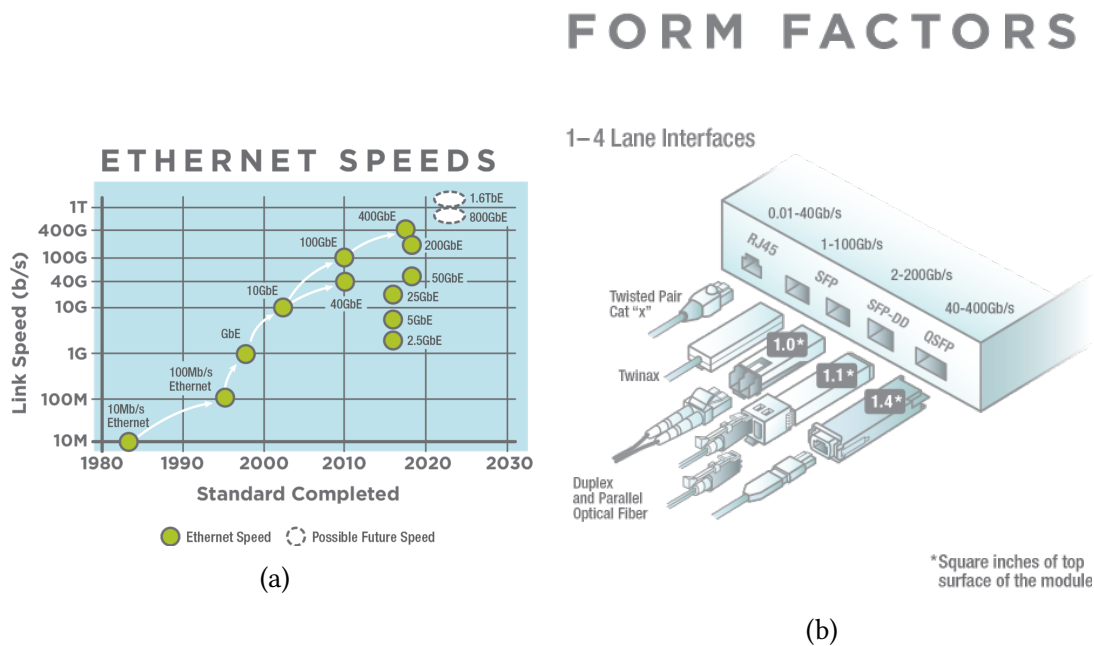 FORM FACTORS
1–4 Lane Interfaces
ETHERNET SPEEDS
Link Speed (b/s)
1T
400G
100G
40G
10G
1G
100M
10M
1980
1990
2000
2010
2020
2030
Standard Completed
10Mb/s
Ethernet
100Mb/s
Ethernet
GbE
10GbE
100GbE
40GbE
400GbE
200GbE
50GbE
25GbE
5GbE
2.5GbE
1.6TbE
800GbE
Ethernet Speed
Possible Future Speed
(a)
0.01-40Gb/s
1-100Gb/s
2-200Gb/s
40-400Gb/s
RJ45
SFP
SFP-DD
QSFP
Twisted Pair
Cat “x”
Twinax
1.0*
1.1*
1.4*
Duplex
and Parallel
Optical Fiber
*Square inches of top
surface of the module
(b)